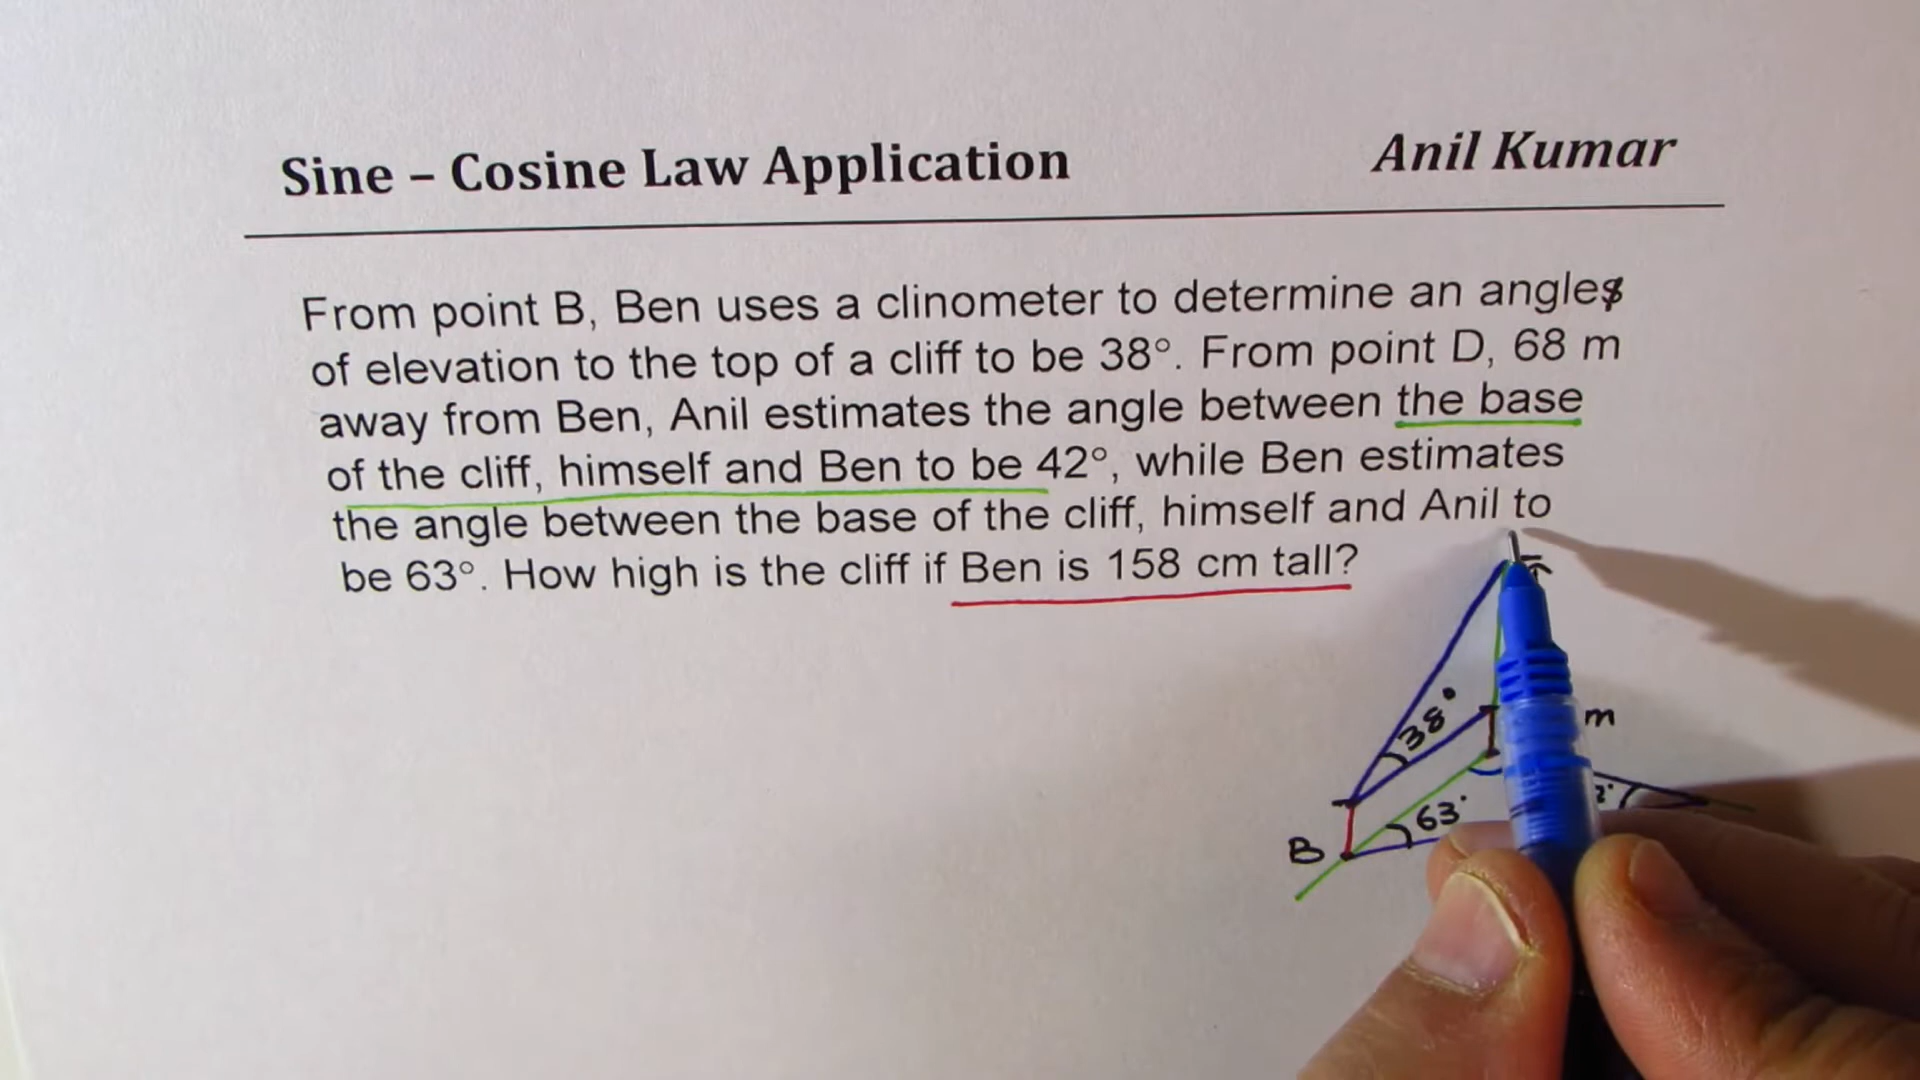 Sine – Cosine Law Application
Anil Kumar
From point B, Ben uses a clinometer to determine an angle
of elevation to the top of a cliff to be 38°. From point D, 68 m
away from Ben, Anil estimates the angle between the base
of the cliff, himself and Ben to be 42°, while Ben estimates
the angle between the base of the cliff, himself and Anil to
be 63°. How high is the cliff if Ben is 158 cm tall?
38°
m
63°
B